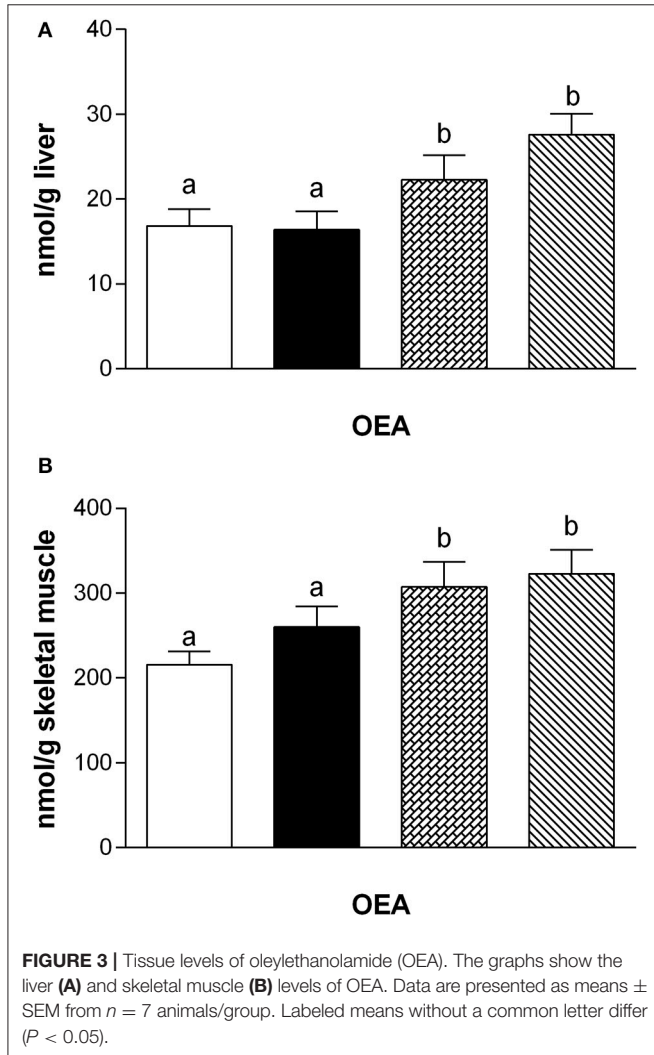 A
40
30
20
10
0
nmol/g liver
a
a
b
b
OEA
B
400
300
200
100
0
nmol/g skeletal muscle
a
a
b
b
OEA
FIGURE 3 | Tissue levels of oleylethanolamide (OEA). The graphs show the
liver (A) and skeletal muscle (B) levels of OEA. Data are presented as means ±
SEM from n = 7 animals/group. Labeled means without a common letter differ
(P < 0.05).